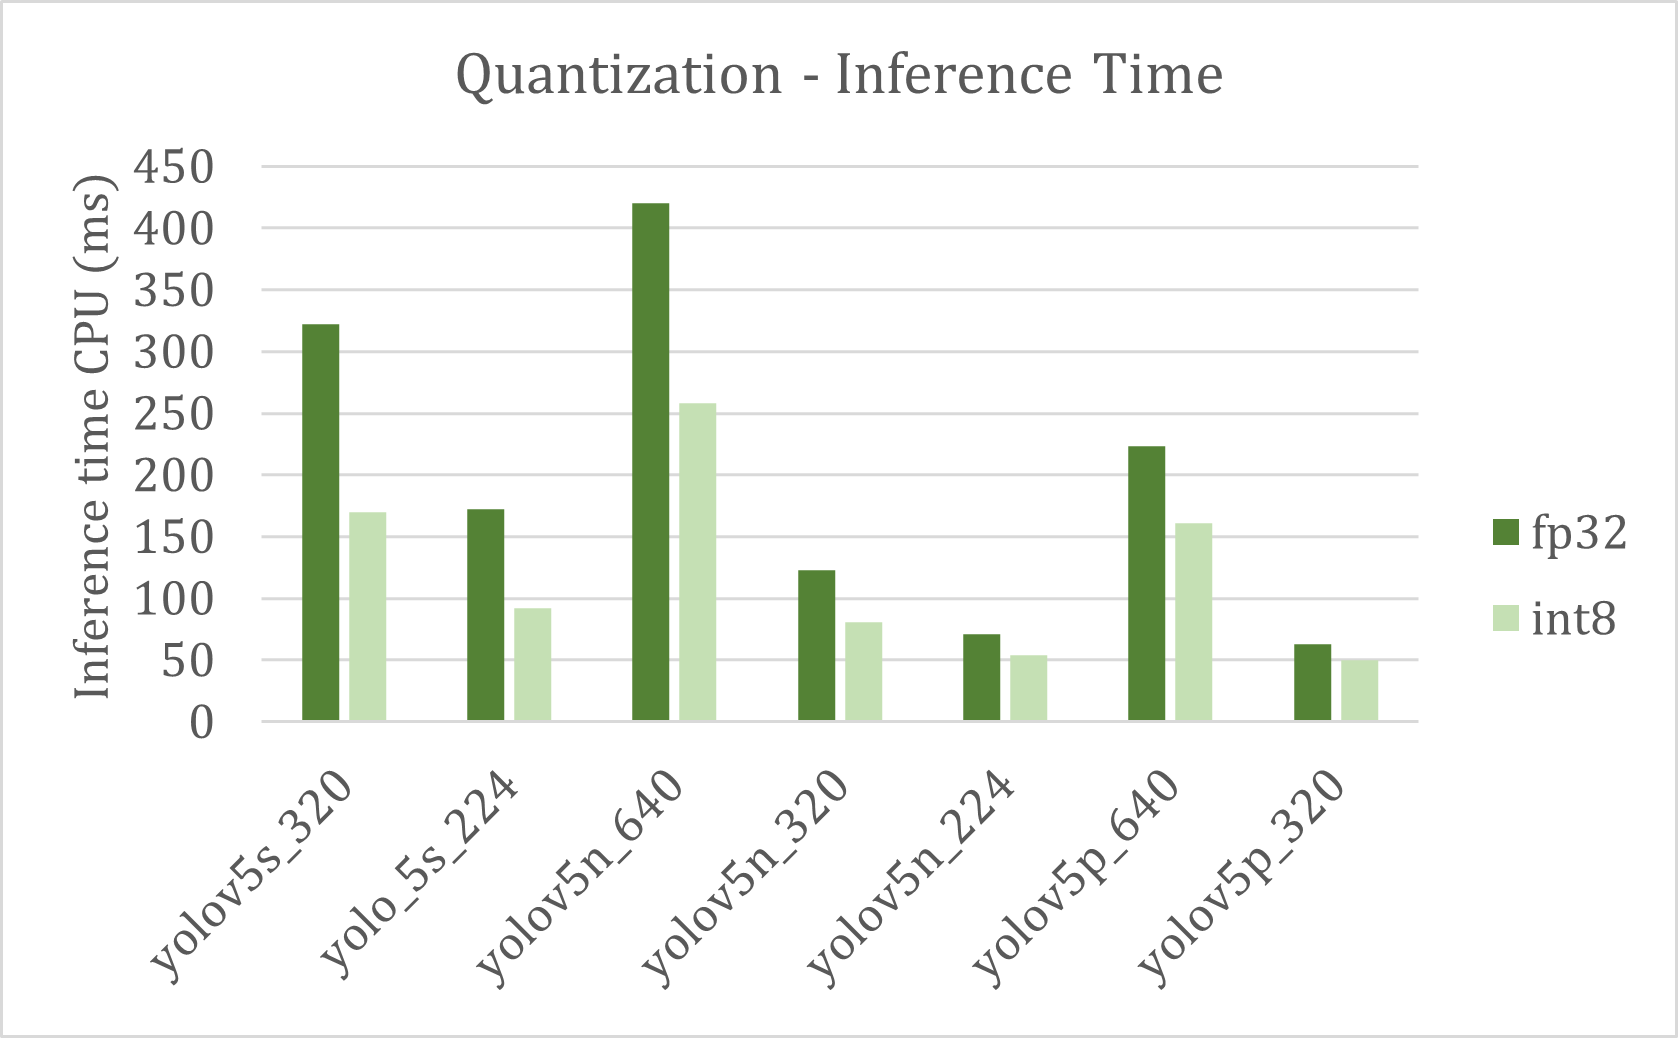 Quantization - Inference Time
Inference time CPU (ms)
450
400
350
300
250
200
150
100
50
0
yolov5s_320
yolo_5s_224
yolov5n_640
yolov5n_320
yolov5n_224
yolov5p_640
yolov5p_320
fp32
int8